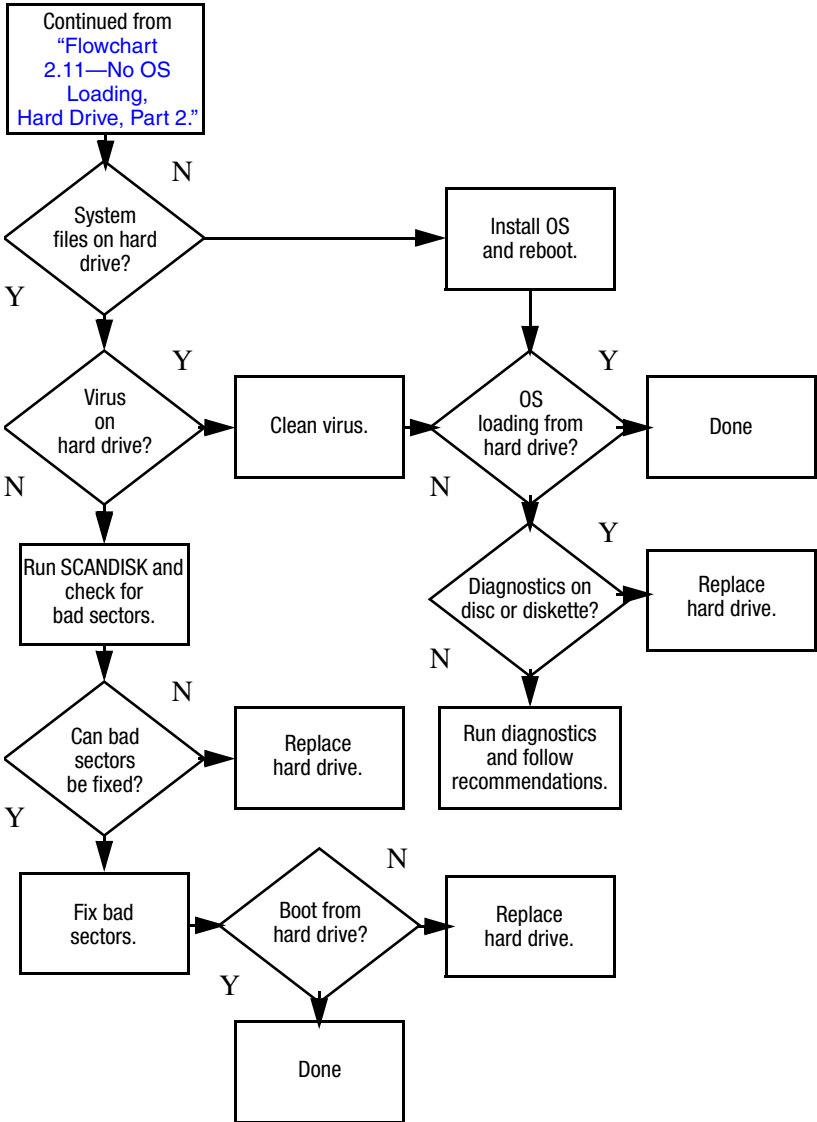 Continued from
“Flowchart
2.11—No OS
Loading,
Hard Drive, Part 2.”
N
System
files on hard
drive?
Install OS
and reboot.
Y
Y
Y
Virus
on
hard drive?
Clean virus.
OS
loading from
hard drive?
Done
N
N
Y
Run SCANDISK and
check for
bad sectors.
Diagnostics on
disc or diskette?
Replace
hard drive.
N
N
Can bad
sectors
be fixed?
Replace
hard drive.
Run diagnostics
and follow
recommendations.
Y
N
Fix bad
sectors.
Boot from
hard drive?
Replace
hard drive.
Y
Done